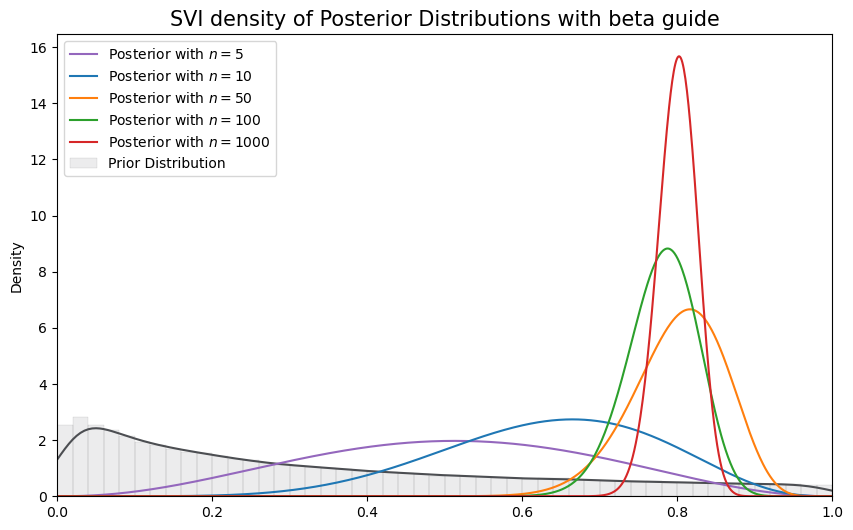 SVI density of Posterior Distributions with beta guide
Posterior with n = 5
Posterior with n = 10
Posterior with n = 50
Posterior with n = 100
Posterior with n = 1000
Prior Distribution
Density
16
14
12
10
8
6
4
2
0
0.0 0.2 0.4 0.6 0.8 1.0